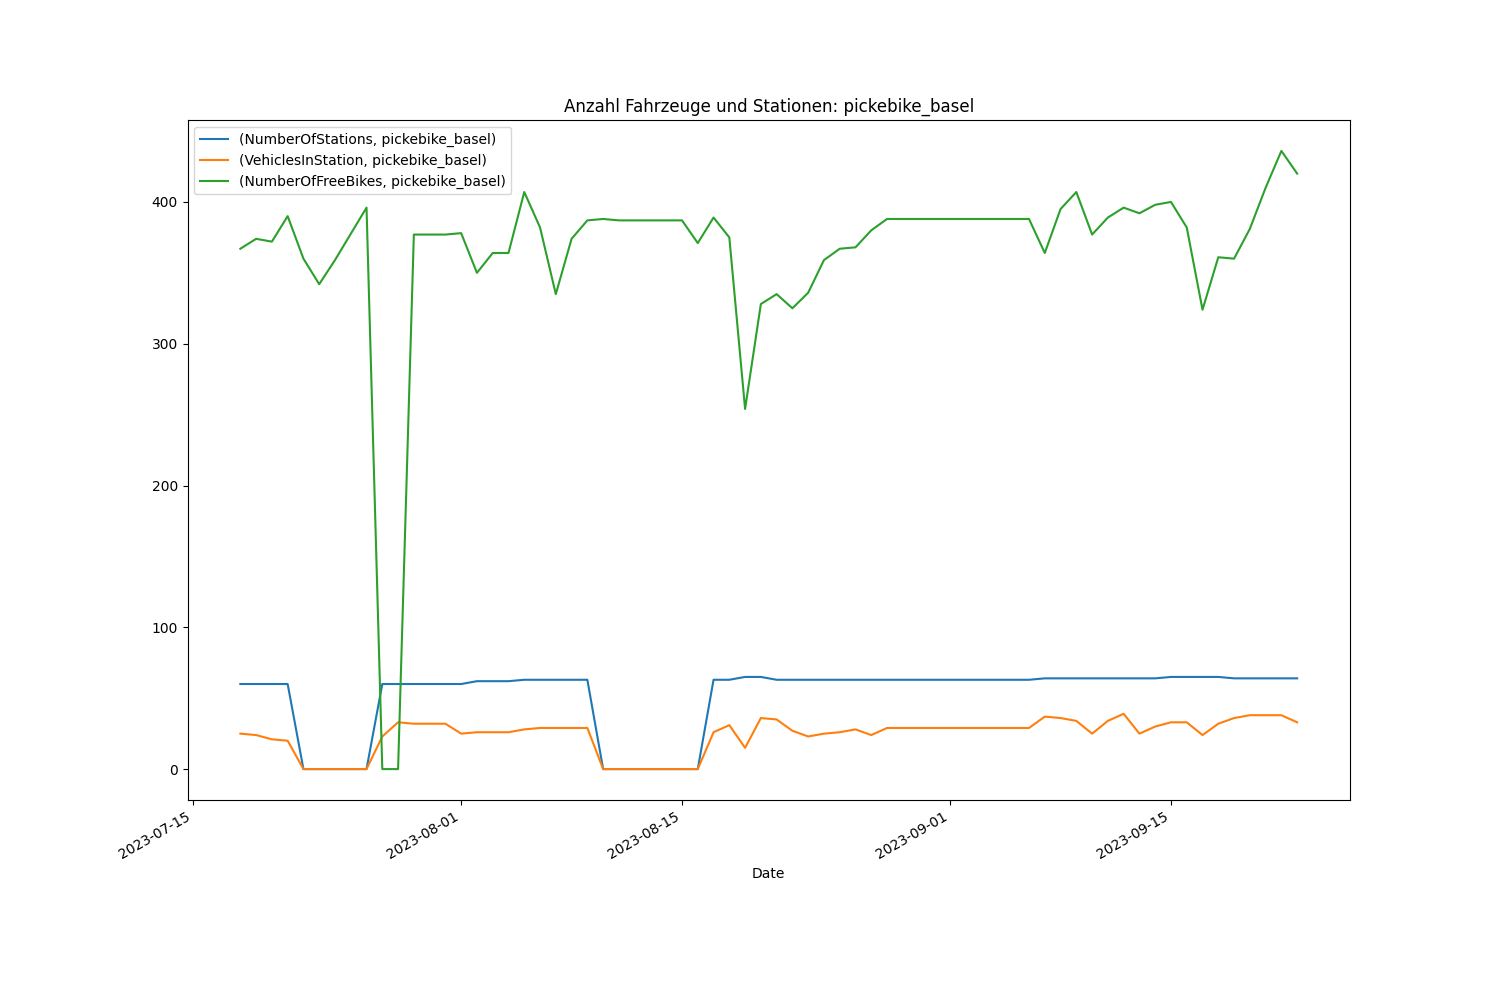 Anzahl Fahrzeuge und Stationen: pickebike_basel
(NumberOfStations, pickebike_basel)
(VehiclesInStation, pickebike_basel)
(NumberOfFreeBikes, pickebike_basel)
400
300
200
100
0
2023-07-15
2023-08-01
2023-08-15
2023-09-01
2023-09-15
Date